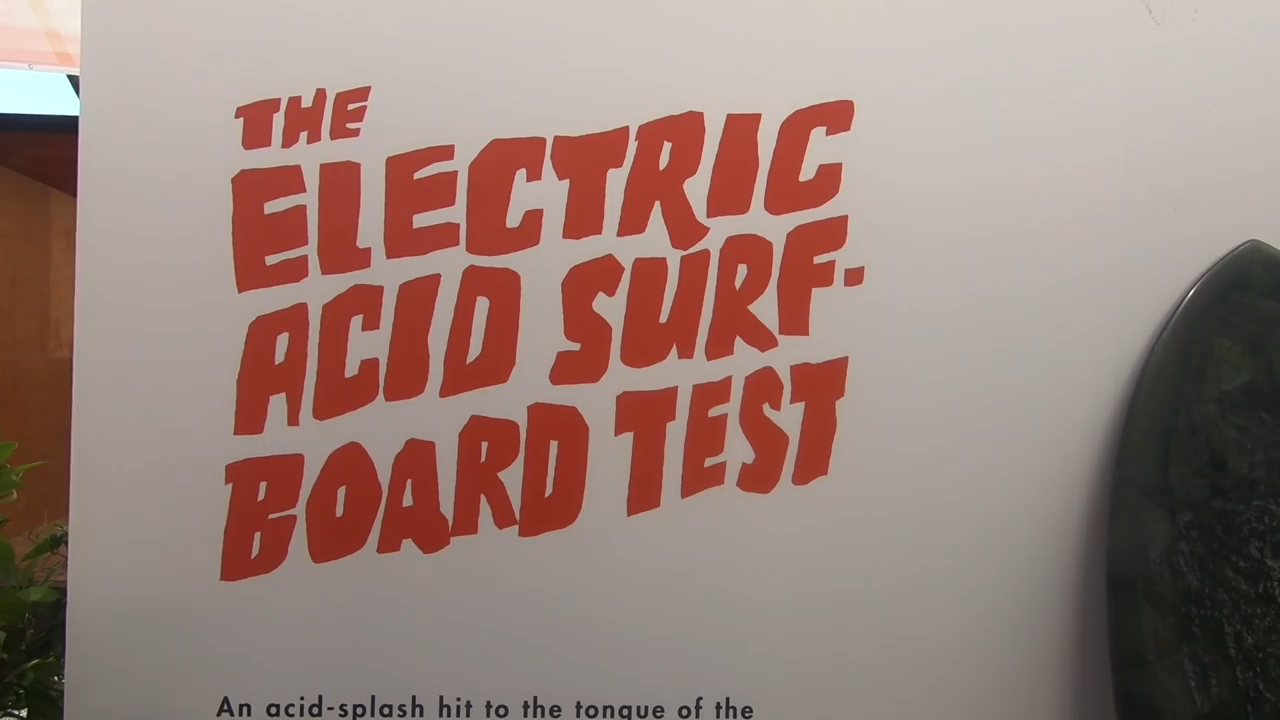 THE
ELECTRIC
ACID SURF-
BOARD TEST
An acid-splash hit to the tongue of the